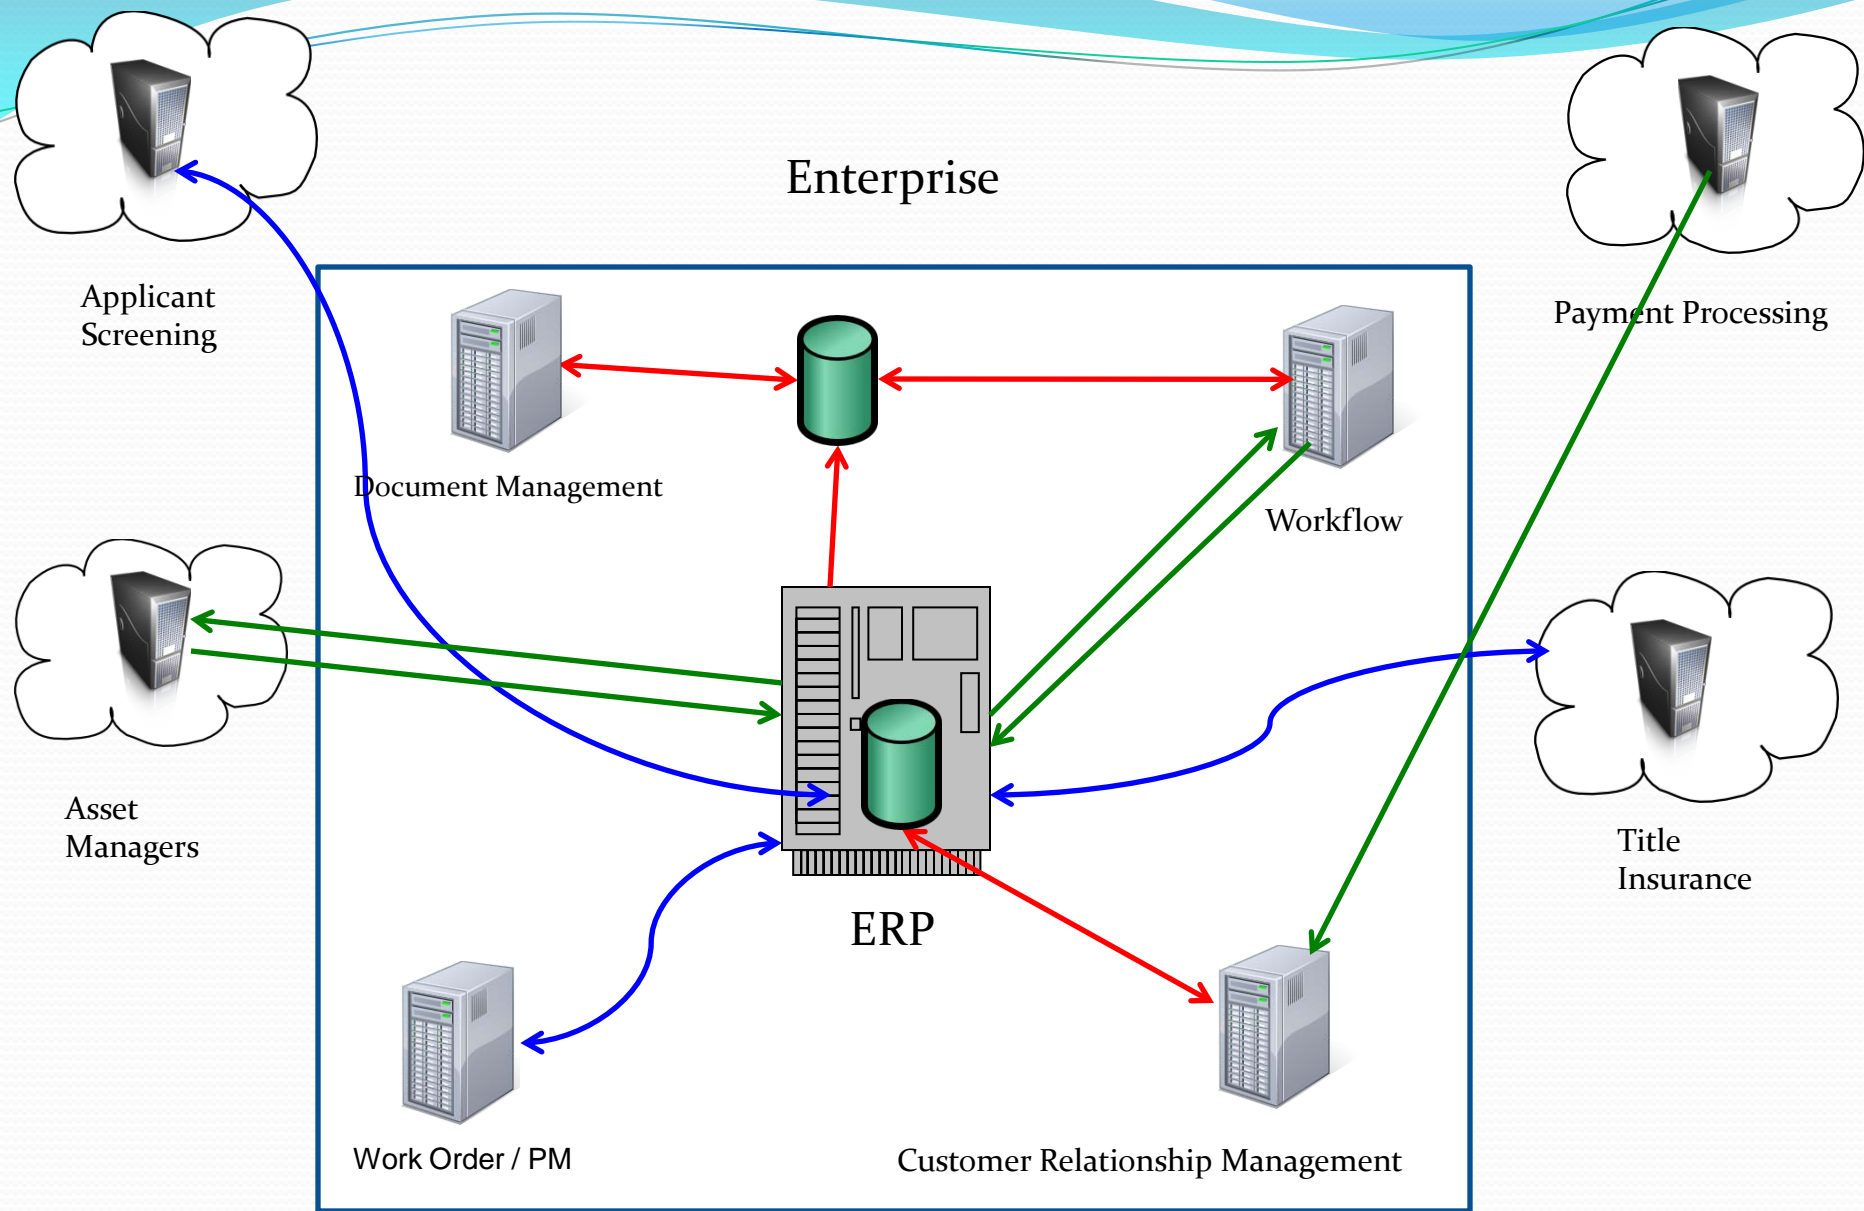 Enterprise
Applicant
Screening
Payment Processing
Document Management
Workflow
Asset
Managers
Title
Insurance
ERP
Work Order / PM
Customer Relationship Management